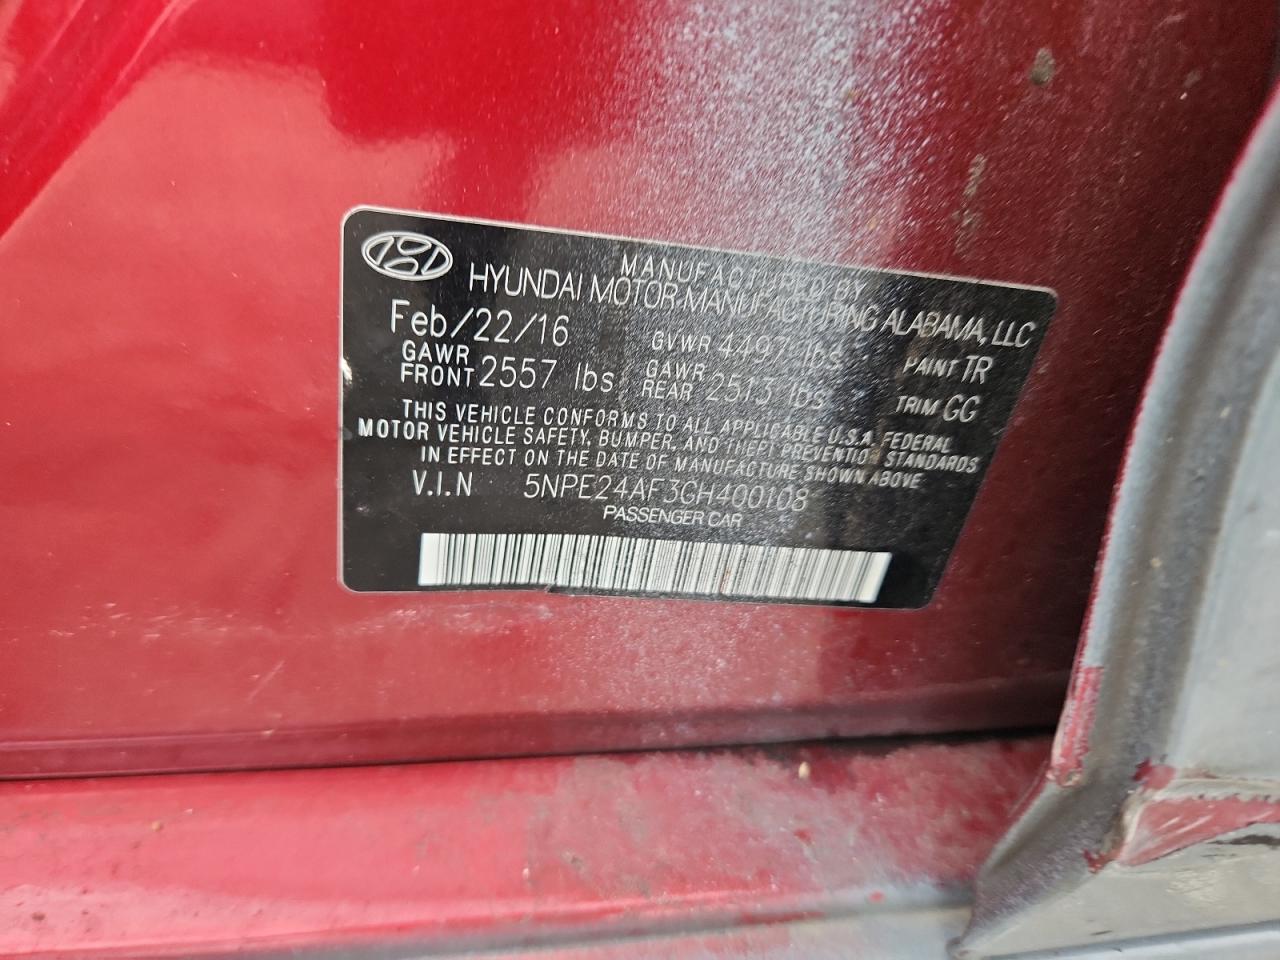 MANUFACTURED BY
HYUNDAI MOTOR MANUFACTURING ALABAMA, LLC
Feb/22/16 GVWR 4497 lbs PAINT TR
GAWR FRONT 2557 lbs GAWR REAR 2513 lbs TRIM GG
THIS VEHICLE CONFORMS TO ALL APPLICABLE U.S.A. FEDERAL
MOTOR VEHICLE SAFETY, BUMPER, AND THEFT PREVENTION STANDARDS
IN EFFECT ON THE DATE OF MANUFACTURE SHOWN ABOVE
V.I.N 5NPE24AF3GH400108
PASSENGER CAR